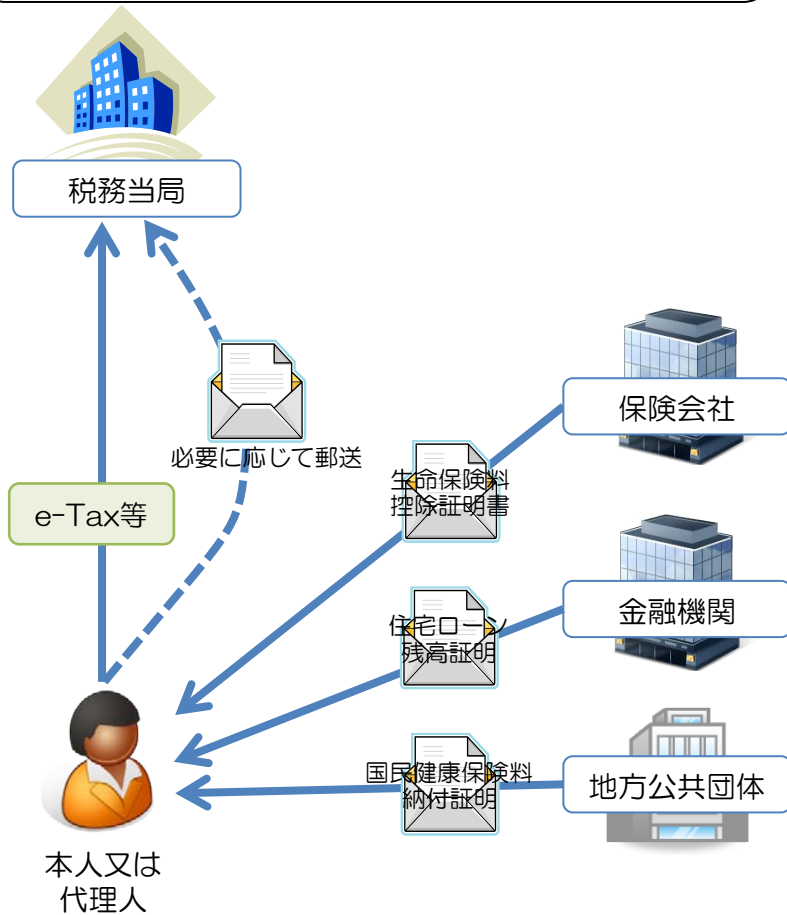 税務当局
保険会社
必要に応じて郵送
生命保険料
控除証明書
e-Tax等
金融機関
住宅ローン
残高証明
国民健康保険料
納付証明
地方公共団体
本人又は
代理人